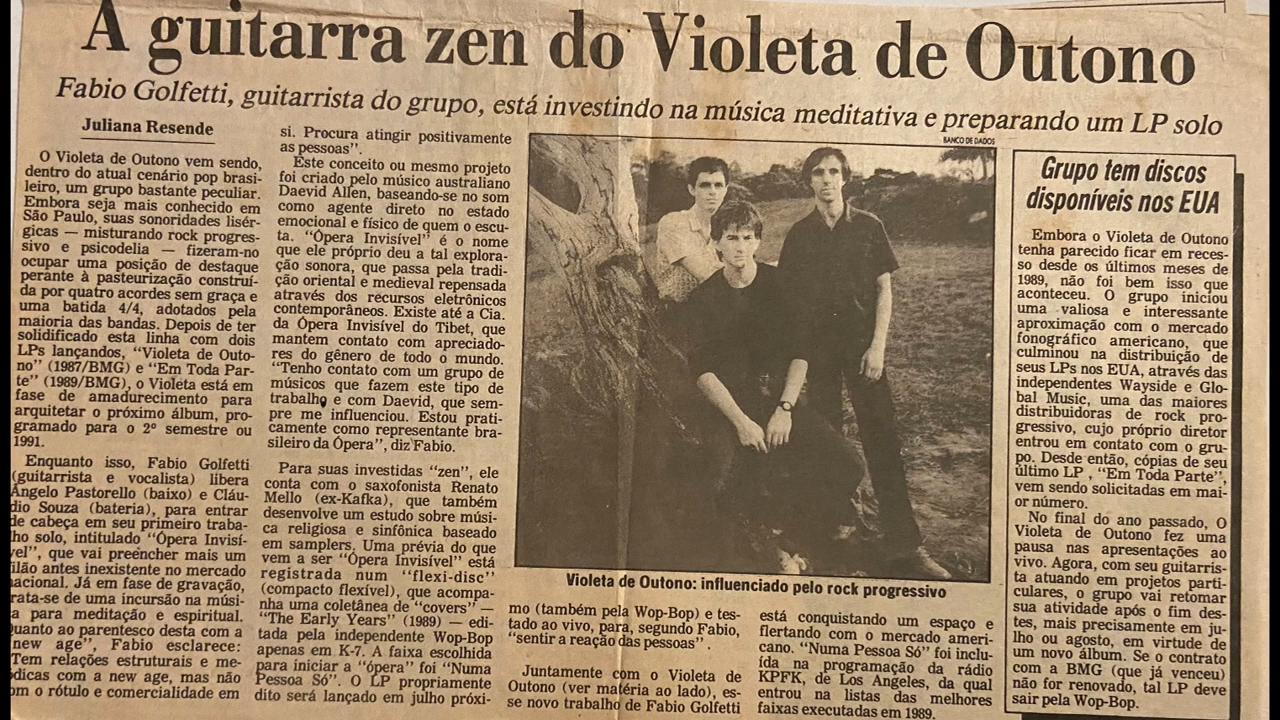 A guitarra zen do Violeta de Outono
Fabio Golfetti, guitarrista do grupo, está investindo na música meditativa e preparando um LP solo
Juliana Resende
O Violeta de Outono vem sendo,
dentro do atual cenário pop brasi-
leiro, um grupo bastante peculiar.
Embora seja mais conhecido em
São Paulo, suas sonoridades lisér-
gicas — misturando rock progres-
sivo e psicodelia — fizeram-no
ocupar uma posição de destaque
perante à pasteurização construí-
da por quatro acordes sem graça e
uma batida 4/4, adotados pela
maioria das bandas. Depois de ter
solidificado esta linha com dois
LPs lançandos, “Violeta de Outo-
no” (1987/BMG) e “Em Toda Par-
te” (1989/BMG), o Violeta está em
fase de amadurecimento para
arquitetar o próximo álbum, pro-
gramado para o 2º semestre ou
1991.
Enquanto isso, Fabio Golfetti
(guitarrista e vocalista) libera
Ângelo Pastorello (baixo) e Cláu-
dio Souza (bateria), para entrar
de cabeça em seu primeiro traba-
lho solo, intitulado “Ópera Invisí-
vel”, que vai preencher mais um
filão antes inexistente no mercado
nacional. Já em fase de gravação,
rata-se de uma incursão na músi-
a para meditação e espiritual.
uanto ao parentesco desta com a
new age”, Fabio esclarece:
Tem relações estruturais e me-
ódicas com a new age, mas não
om o rótulo e comercialidade em
si. Procura atingir positivamente
as pessoas”.
Este conceito ou mesmo projeto
foi criado pelo músico australiano
Daevid Allen, baseando-se no som
como agente direto no estado
emocional e físico de quem o escu-
ta. “Ópera Invisível” é o nome
que ele próprio deu a tal explora-
ção sonora, que passa pela tradi-
ção oriental e medieval repensada
através dos recursos eletrônicos
contemporâneos. Existe até a Cia.
da Ópera Invisível do Tibet, que
mantem contato com apreciado-
res do gênero de todo o mundo.
“Tenho contato com um grupo de
músicos que fazem este tipo de
trabalho e com Daevid, que sem-
pre me influenciou. Estou prati-
camente como representante bra-
sileiro da Ópera”, diz Fabio.
Para suas investidas “zen”, ele
conta com o saxofonista Renato
Mello (ex-Kafka), que também
desenvolve um estudo sobre músi-
ca religiosa e sinfônica baseado
em samplers. Uma prévia do que
vem a ser “Ópera Invisível” está
registrada num “flexi-disc”
(compacto flexível), que acompa-
nha uma coletânea de “covers” —
“The Early Years” (1989) — edi-
tada pela independente Wop-Bop
apenas em K-7. A faixa escolhida
para iniciar a “ópera” foi “Numa
Pessoa Só”. O LP propriamente
dito será lançado em julho próxi-
BANCO DE DADOS
Violeta de Outono: influenciado pelo rock progressivo
mo (também pela Wop-Bop) e tes-
tado ao vivo, para, segundo Fabio,
“sentir a reação das pessoas”.
Juntamente com o Violeta de
Outono (ver matéria ao lado), es-
se novo trabalho de Fabio Golfetti
está conquistando um espaço e
flertando com o mercado ameri-
cano. “Numa Pessoa Só” foi inclu-
ída na programação da rádio
KPFK, de Los Angeles, da qual
entrou na listas das melhores
faixas executadas em 1989.
Grupo tem discos
disponíveis nos EUA
Embora o Violeta de Outono
tenha parecido ficar em reces-
so desde os últimos meses de
1989, não foi bem isso que
aconteceu. O grupo iniciou
uma valiosa e interessante
aproximação com o mercado
fonográfico americano, que
culminou na distribuição de
seus LPs nos EUA, através das
independentes Wayside e Glo-
bal Music, uma das maiores
distribuidoras de rock pro-
gressivo, cujo próprio diretor
entrou em contato com o gru-
po. Desde então, cópias de seu
último LP , “Em Toda Parte”,
vem sendo solicitadas em mai-
or número.
No final do ano passado, O
Violeta de Outono fez uma
pausa nas apresentações ao
vivo. Agora, com seu guitarris-
ta atuando em projetos parti-
culares, o grupo vai retomar
sua atividade após o fim des-
tes, mais precisamente em ju-
lho ou agosto, em virtude de
um novo álbum. Se o contrato
com a BMG (que já venceu)
não for renovado, tal LP deve
sair pela Wop-Bop.